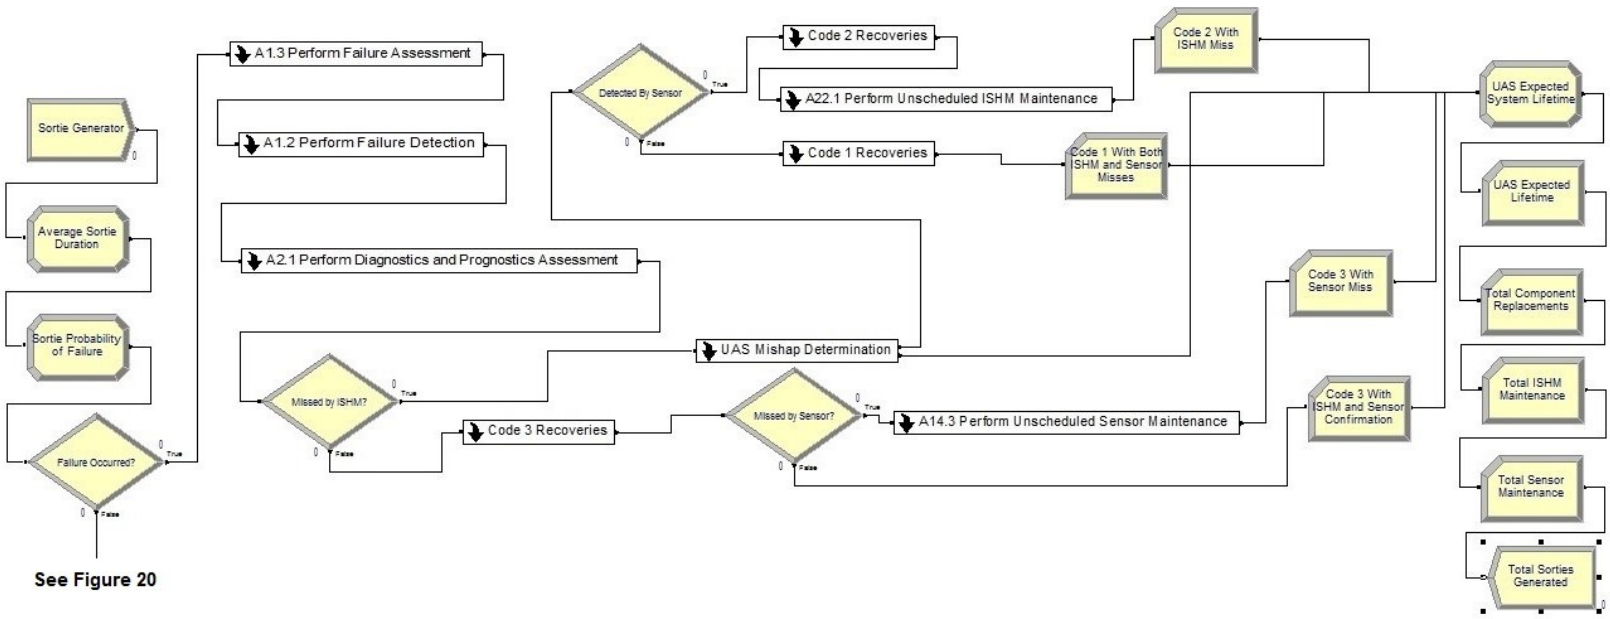 Sortie Generator
0
Average Sortie
Duration
Sortie Probability
of Failure
Failure Occurred?
0
True
0
False
See Figure 20
A1.3 Perform Failure Assessment
A1.2 Perform Failure Detection
A2.1 Perform Diagnostics and Prognostics Assessment
Missed by ISHM?
0
True
0
False
Code 3 Recoveries
UAS Mishap Determination
Detected By Sensor
0
True
0
False
Code 2 Recoveries
A22.1 Perform Unscheduled ISHM Maintenance
Code 1 Recoveries
Code 2 With
ISHM Miss
Code 1 With Both
ISHM and Sensor
Misses
Missed by Sensor?
0
True
0
False
A14.3 Perform Unscheduled Sensor Maintenance
Code 3 With
Sensor Miss
Code 3 With
ISHM and Sensor
Confirmation
UAS Expected
System Lifetime
UAS Expected
Lifetime
Total Component
Replacements
Total ISHM
Maintenance
Total Sensor
Maintenance
Total Sorties
Generated
0